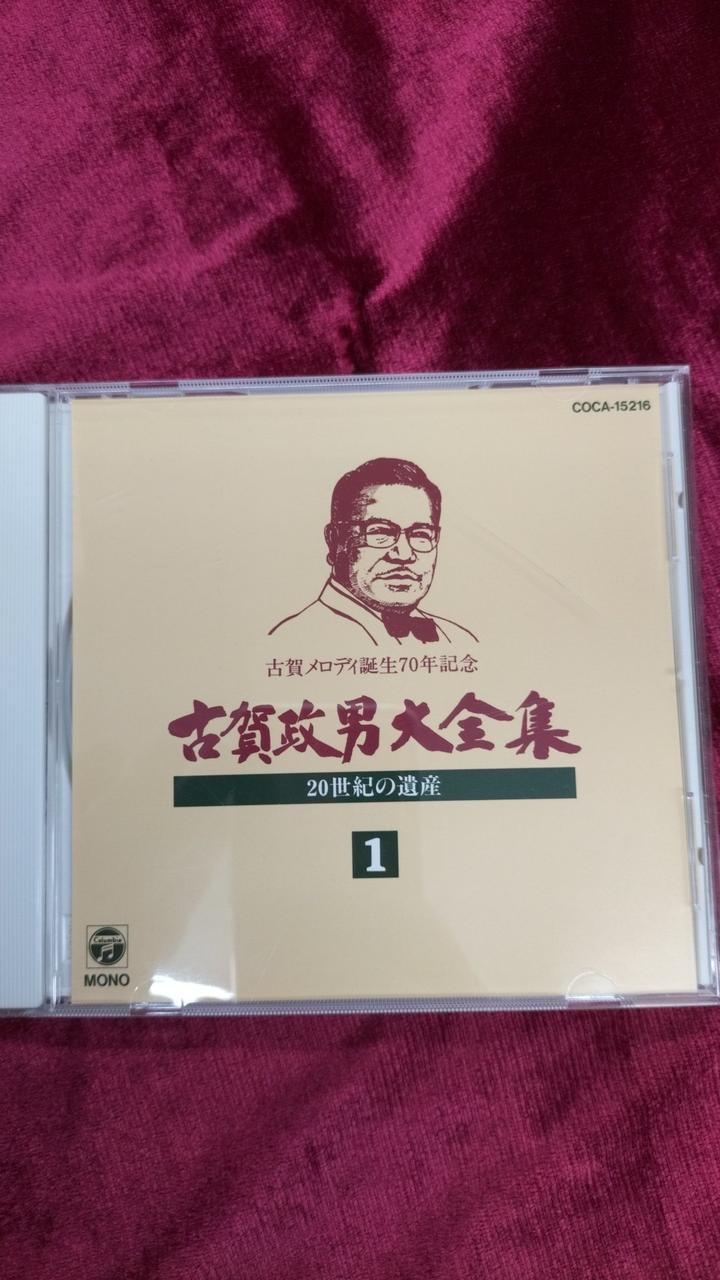 COCA-15216
古賀メロディ誕生70年記念
古賀政男大全集
20世紀の遺産
1
Columbia
MONO